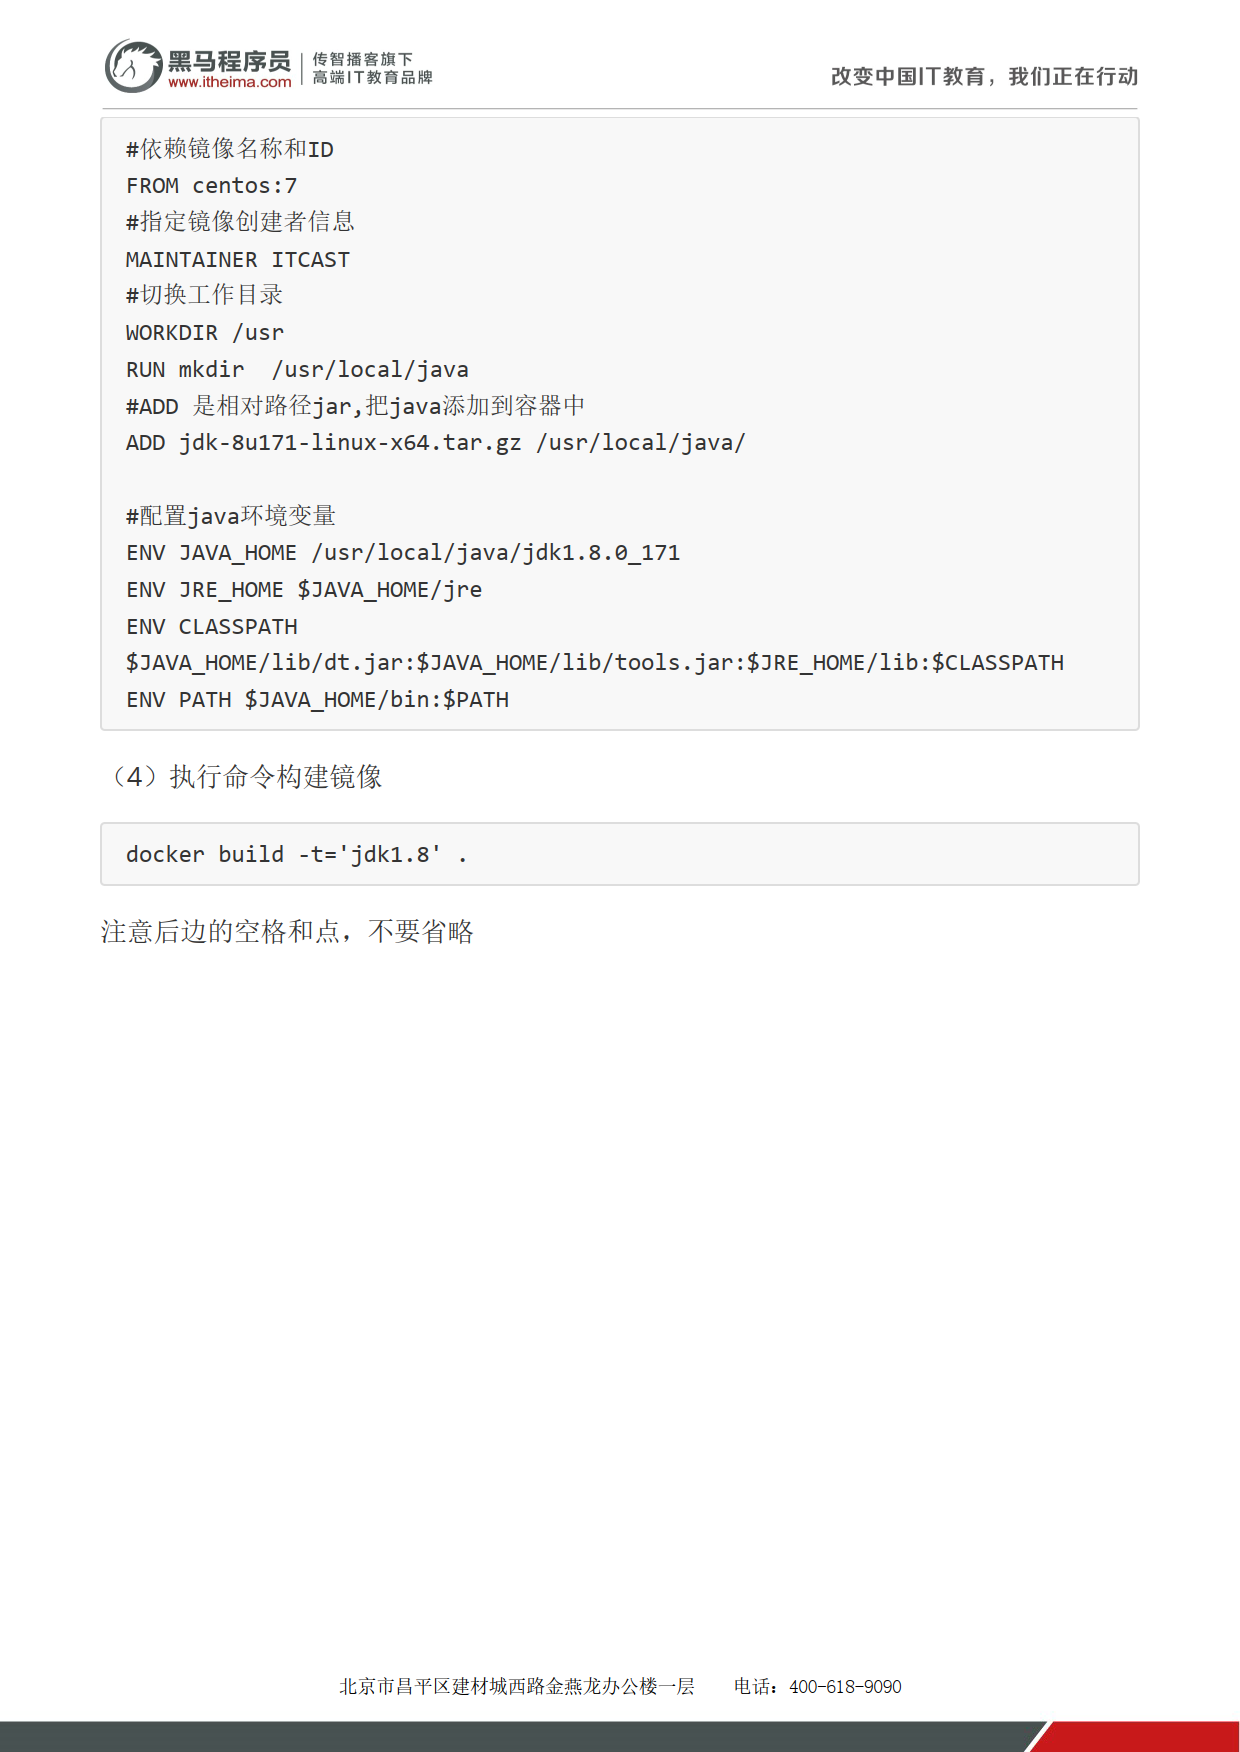 黑马程序员
www.itheima.com
传智播客旗下
高端IT教育品牌
改变中国IT教育，我们正在行动
#依赖镜像名称和ID
FROM centos:7
#指定镜像创建者信息
MAINTAINER ITCAST
#切换工作目录
WORKDIR /usr
RUN mkdir  /usr/local/java
#ADD 是相对路径jar,把java添加到容器中
ADD jdk-8u171-linux-x64.tar.gz /usr/local/java/
#配置java环境变量
ENV JAVA_HOME /usr/local/java/jdk1.8.0_171
ENV JRE_HOME $JAVA_HOME/jre
ENV CLASSPATH
$JAVA_HOME/lib/dt.jar:$JAVA_HOME/lib/tools.jar:$JRE_HOME/lib:$CLASSPATH
ENV PATH $JAVA_HOME/bin:$PATH
（4）执行命令构建镜像
docker build -t='jdk1.8' .
注意后边的空格和点，不要省略
北京市昌平区建材城西路金燕龙办公楼一层  电话：400-618-9090